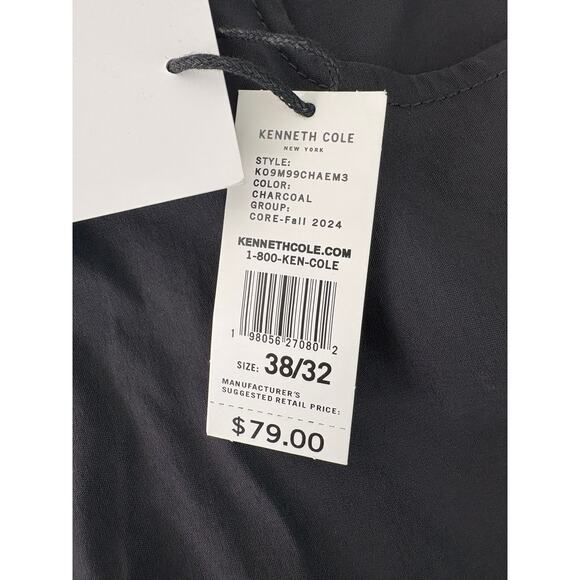 KENNETH COLE
NEW YORK
STYLE:
K09M99CHAEM3
COLOR:
CHARCOAL
GROUP:
CORE-Fall 2024
KENNETHCOLE.COM
1-800-KEN-COLE
1 98056 27080 2
SIZE: 38/32
MANUFACTURER'S
SUGGESTED RETAIL PRICE:
$79.00